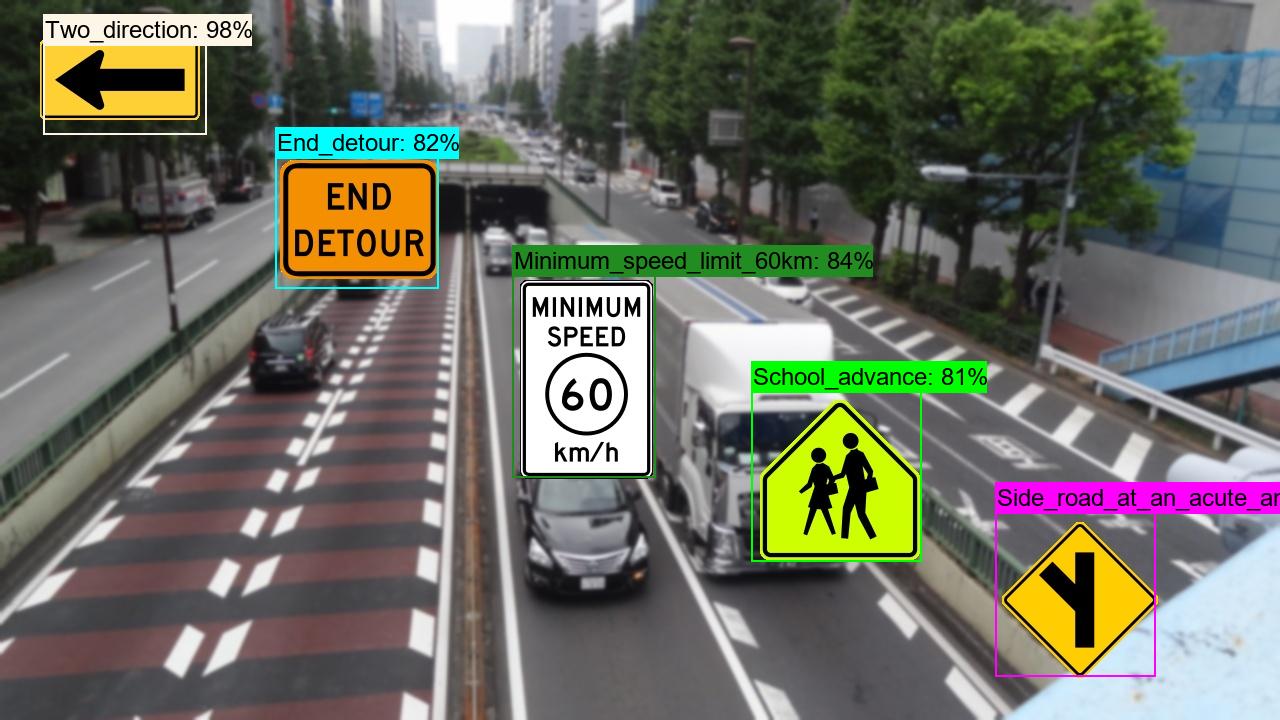 Two_direction: 98%
End_detour: 82%
END
DETOUR
Minimum_speed_limit_60km: 84%
MINIMUM
SPEED
60
km/h
School_advance: 81%
Side_road_at_an_acute_an